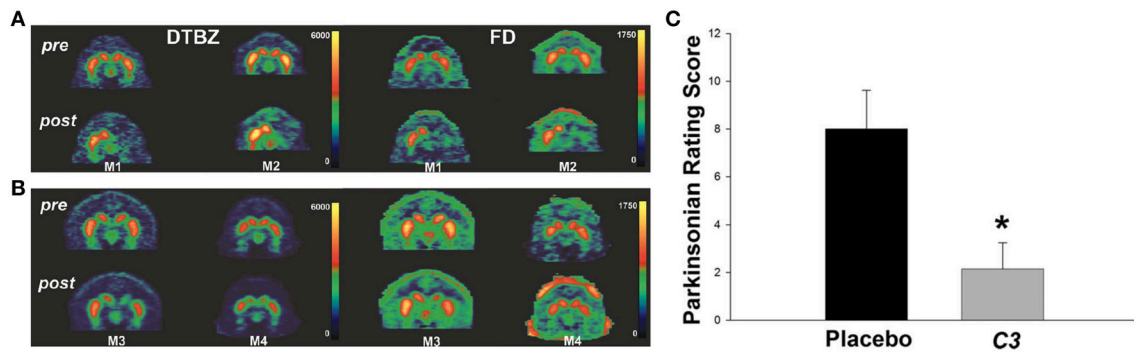 A
DTBZ
FD
pre
6000
1750
post
0
0
M1
M2
M1
M2
B
pre
6000
1750
post
0
0
M3
M4
M3
M4
C
Parkinsonian Rating Score
12
10
8
6
4
2
0
*
Placebo
C3